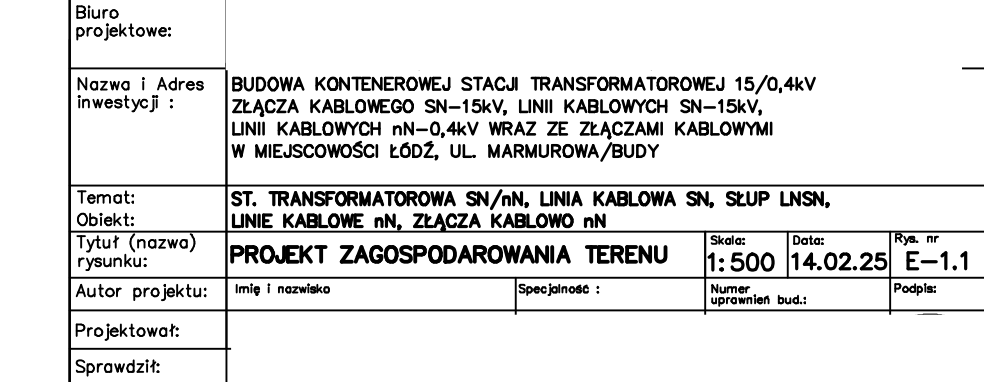 Biuro
projektowe:
Nazwa i Adres
inwestycji :
BUDOWA KONTENEROWEJ STACJI TRANSFORMATOROWEJ 15/0,4kV
ZŁĄCZA KABLOWEGO SN-15kV, LINII KABLOWYCH SN-15kV,
LINII KABLOWYCH nN-0,4kV WRAZ ZE ZŁĄCZAMI KABLOWYMI
W MIEJSCOWOŚCI ŁÓDŹ, UL. MARMUROWA/BUDY
Temat:
Obiekt:
ST. TRANSFORMATOROWA SN/nN, LINIA KABLOWA SN, SŁUP LNSN,
LINIE KABLOWE nN, ZŁĄCZA KABLOWO nN
Tytuł (nazwa)
rysunku:
PROJEKT ZAGOSPODAROWANIA TERENU
Skala:
1:500
Data:
14.02.25
Rys. nr
E-1.1
Autor projektu:
Imię i nazwisko
Specjalność :
Numer
uprawnień bud.:
Podpis:
Projektował:
Sprawdził: